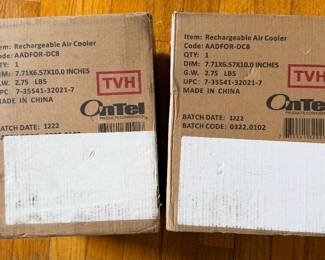 Item: Rechargeable Air Cooler
Code: AADFOR-DC8
QTY: 1
DIM: 7.71X6.57X10.0 INCHES
G.W. 2.75 LBS
UPC: 7-35541-32021-7
MADE IN CHINA
TVH
OnTel
BATCH DATE: 1222
Item: Rechargeable Air Cooler
Code: AADFOR-DC8
QTY: 1
DIM: 7.71X6.57X10.0 INCHES
G.W. 2.75 LBS
UPC: 7-35541-32021-7
MADE IN CHINA
TVH
OnTel
PRODUCTS CORPORATION
BATCH DATE: 1222
BATCH CODE: 0322.0102